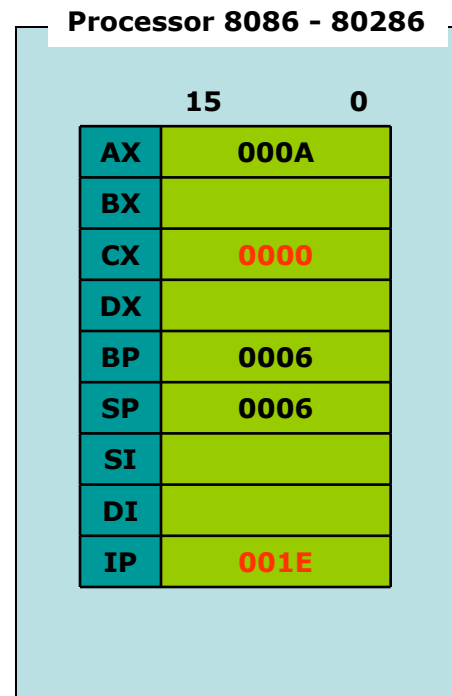 Processor 8086 - 80286
15 0
AX 000A
BX
CX 0000
DX
BP 0006
SP 0006
SI
DI
IP 001E